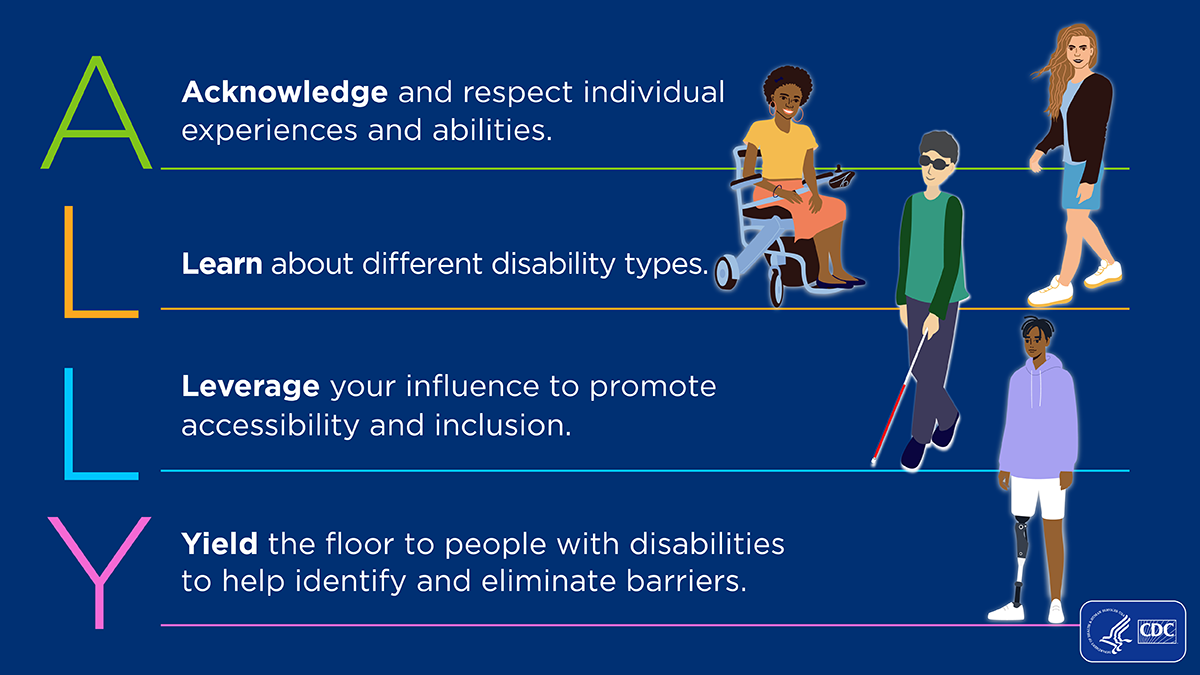 A
Acknowledge and respect individual
experiences and abilities.
L
Learn about different disability types.
L
Leverage your influence to promote
accessibility and inclusion.
Y
Yield the floor to people with disabilities
to help identify and eliminate barriers.
CDC